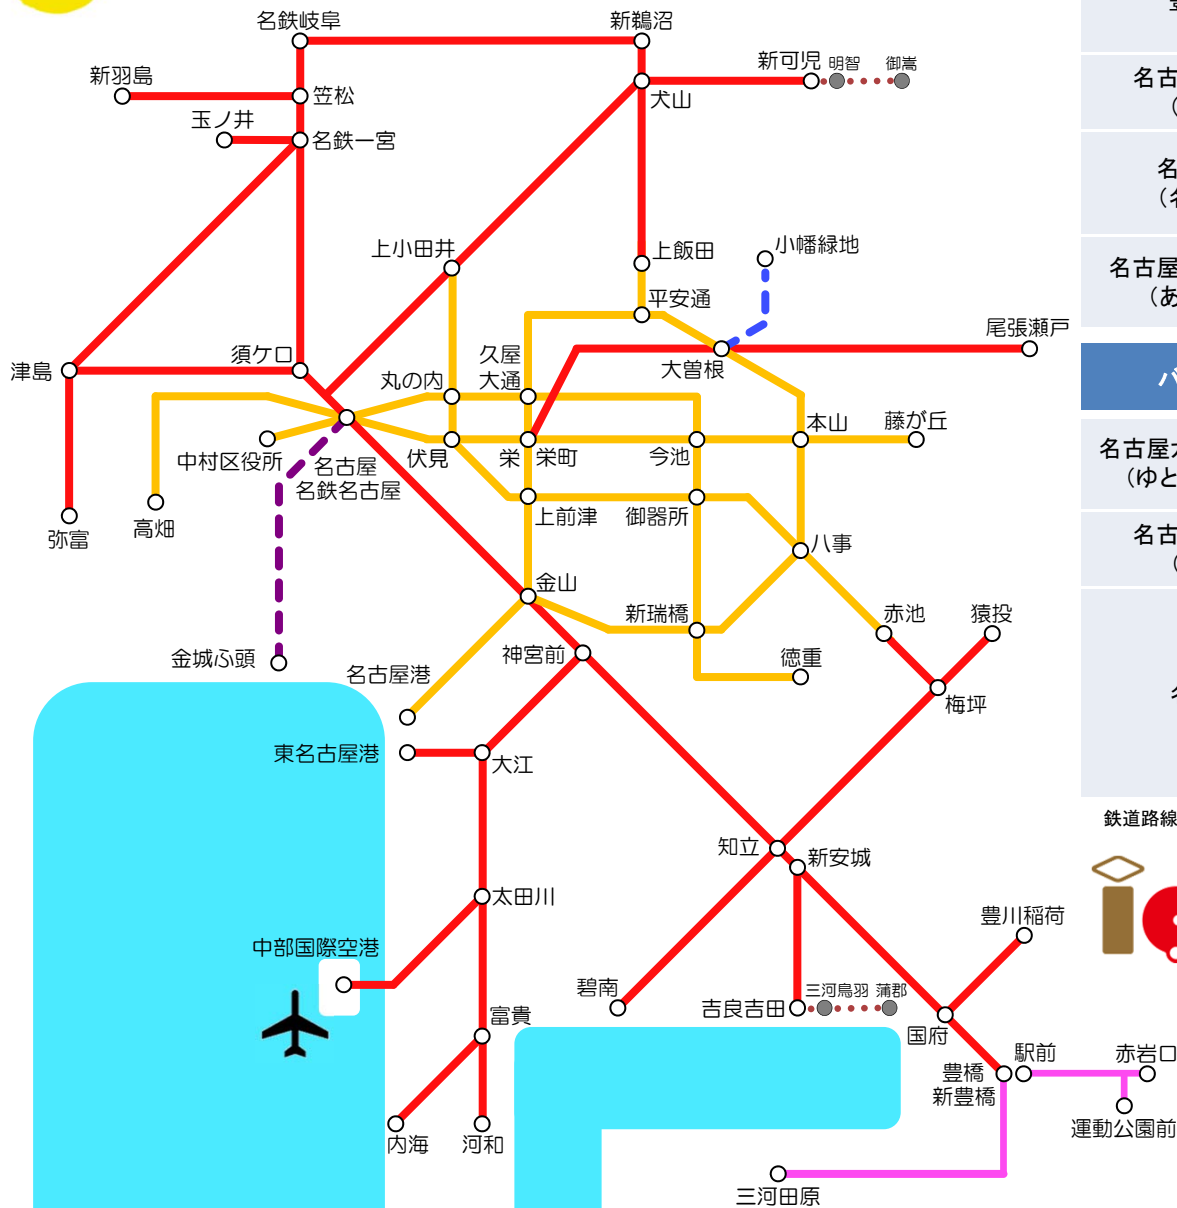 名鉄岐阜
新鵜沼
新羽島
笠松
新可児
明智
御嵩
犬山
玉ノ井
名鉄一宮
名古
上小田井
上飯田
小幡緑地
名古屋
（あ
平安通
尾張瀬戸
津島
須ケ口
久屋
大通
丸の内
大曽根
バ
中村区役所
名古屋
名鉄名古屋
伏見
栄
栄町
今池
本山
藤が丘
名古屋
（ゆと
弥富
高畑
上前津
御器所
八事
名古
金山
新瑞橋
赤池
猿投
金城ふ頭
名古屋港
神宮前
徳重
梅坪
東名古屋港
大江
鉄道路線
知立
新安城
太田川
豊川稲荷
中部国際空港
碧南
吉良吉田
三河鳥羽
蒲郡
富貴
国府
豊橋
新豊橋
駅前
赤岩口
運動公園前
内海
河和
三河田原